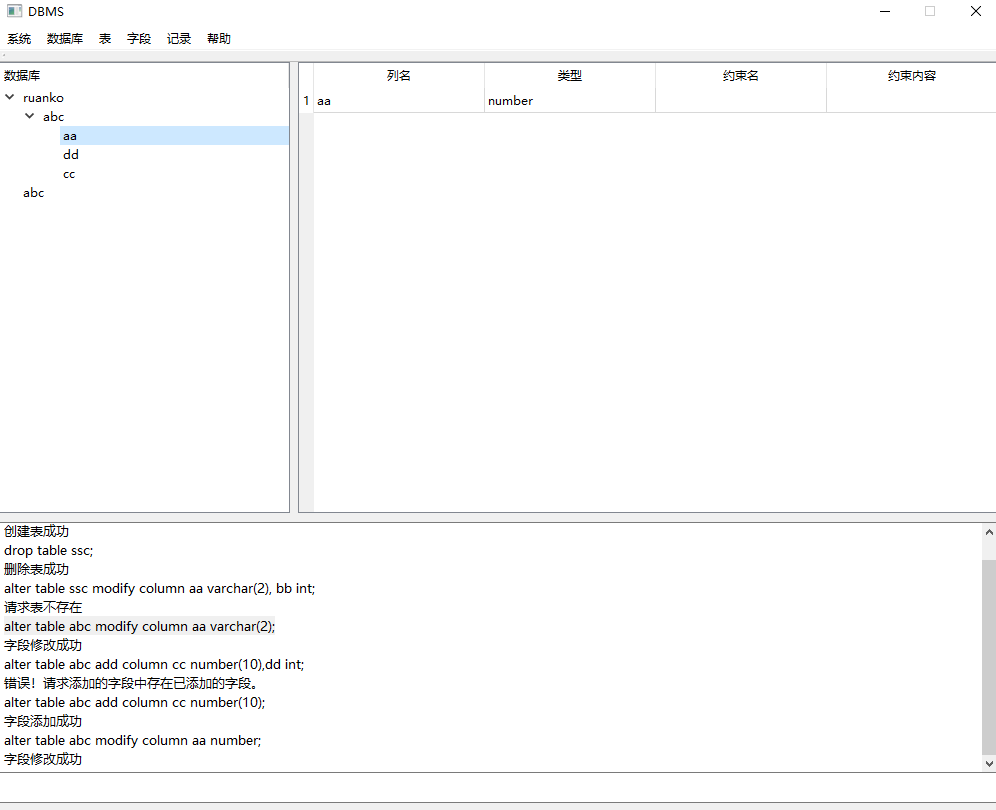 DBMS
系统 数据库 表 字段 记录 帮助
数据库
ruanko
abc
aa
dd
cc
abc
列名 类型 约束名 约束内容
1 aa number
创建表成功
drop table ssc;
删除表成功
alter table ssc modify column aa varchar(2), bb int;
请求表不存在
alter table abc modify column aa varchar(2);
字段修改成功
alter table abc add column cc number(10),dd int;
错误！请求添加的字段中存在已添加的字段。
alter table abc add column cc number(10);
字段添加成功
alter table abc modify column aa number;
字段修改成功